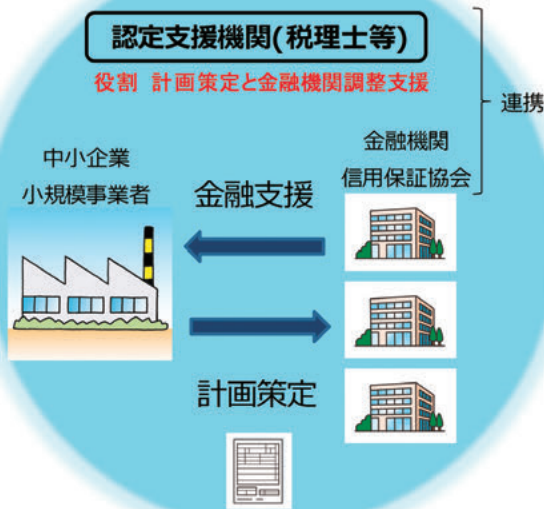 認定支援機関(税理士等)
役割 計画策定と金融機関調整支援
連携
中小企業
小規模事業者
金融機関
信用保証協会
金融支援
計画策定